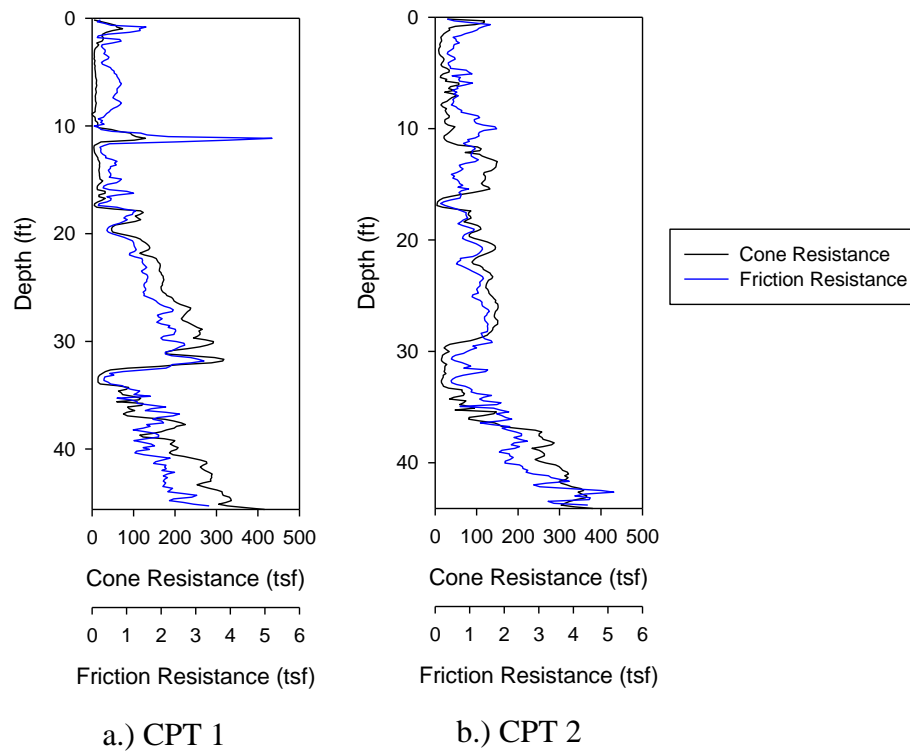 0
10
20
30
40
Depth (ft)
0 100 200 300 400 500
Cone Resistance (tsf)
0 1 2 3 4 5 6
Friction Resistance (tsf)
a.) CPT 1
0
10
20
30
40
Depth (ft)
0 100 200 300 400 500
Cone Resistance (tsf)
0 1 2 3 4 5 6
Friction Resistance (tsf)
b.) CPT 2
Cone Resistance
Friction Resistance